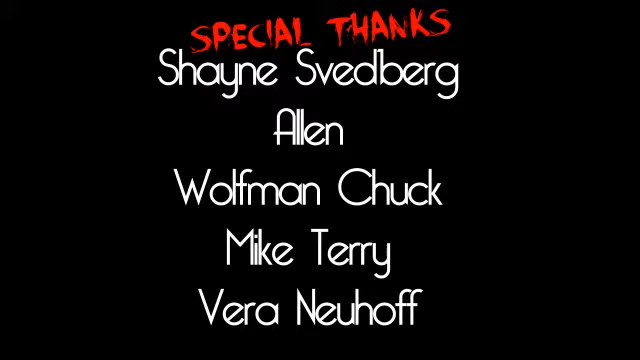 SPECIAL THANKS
Shayne Svedberg
Allen
Wolfman Chuck
Mike Terry
Vera Neuhoff